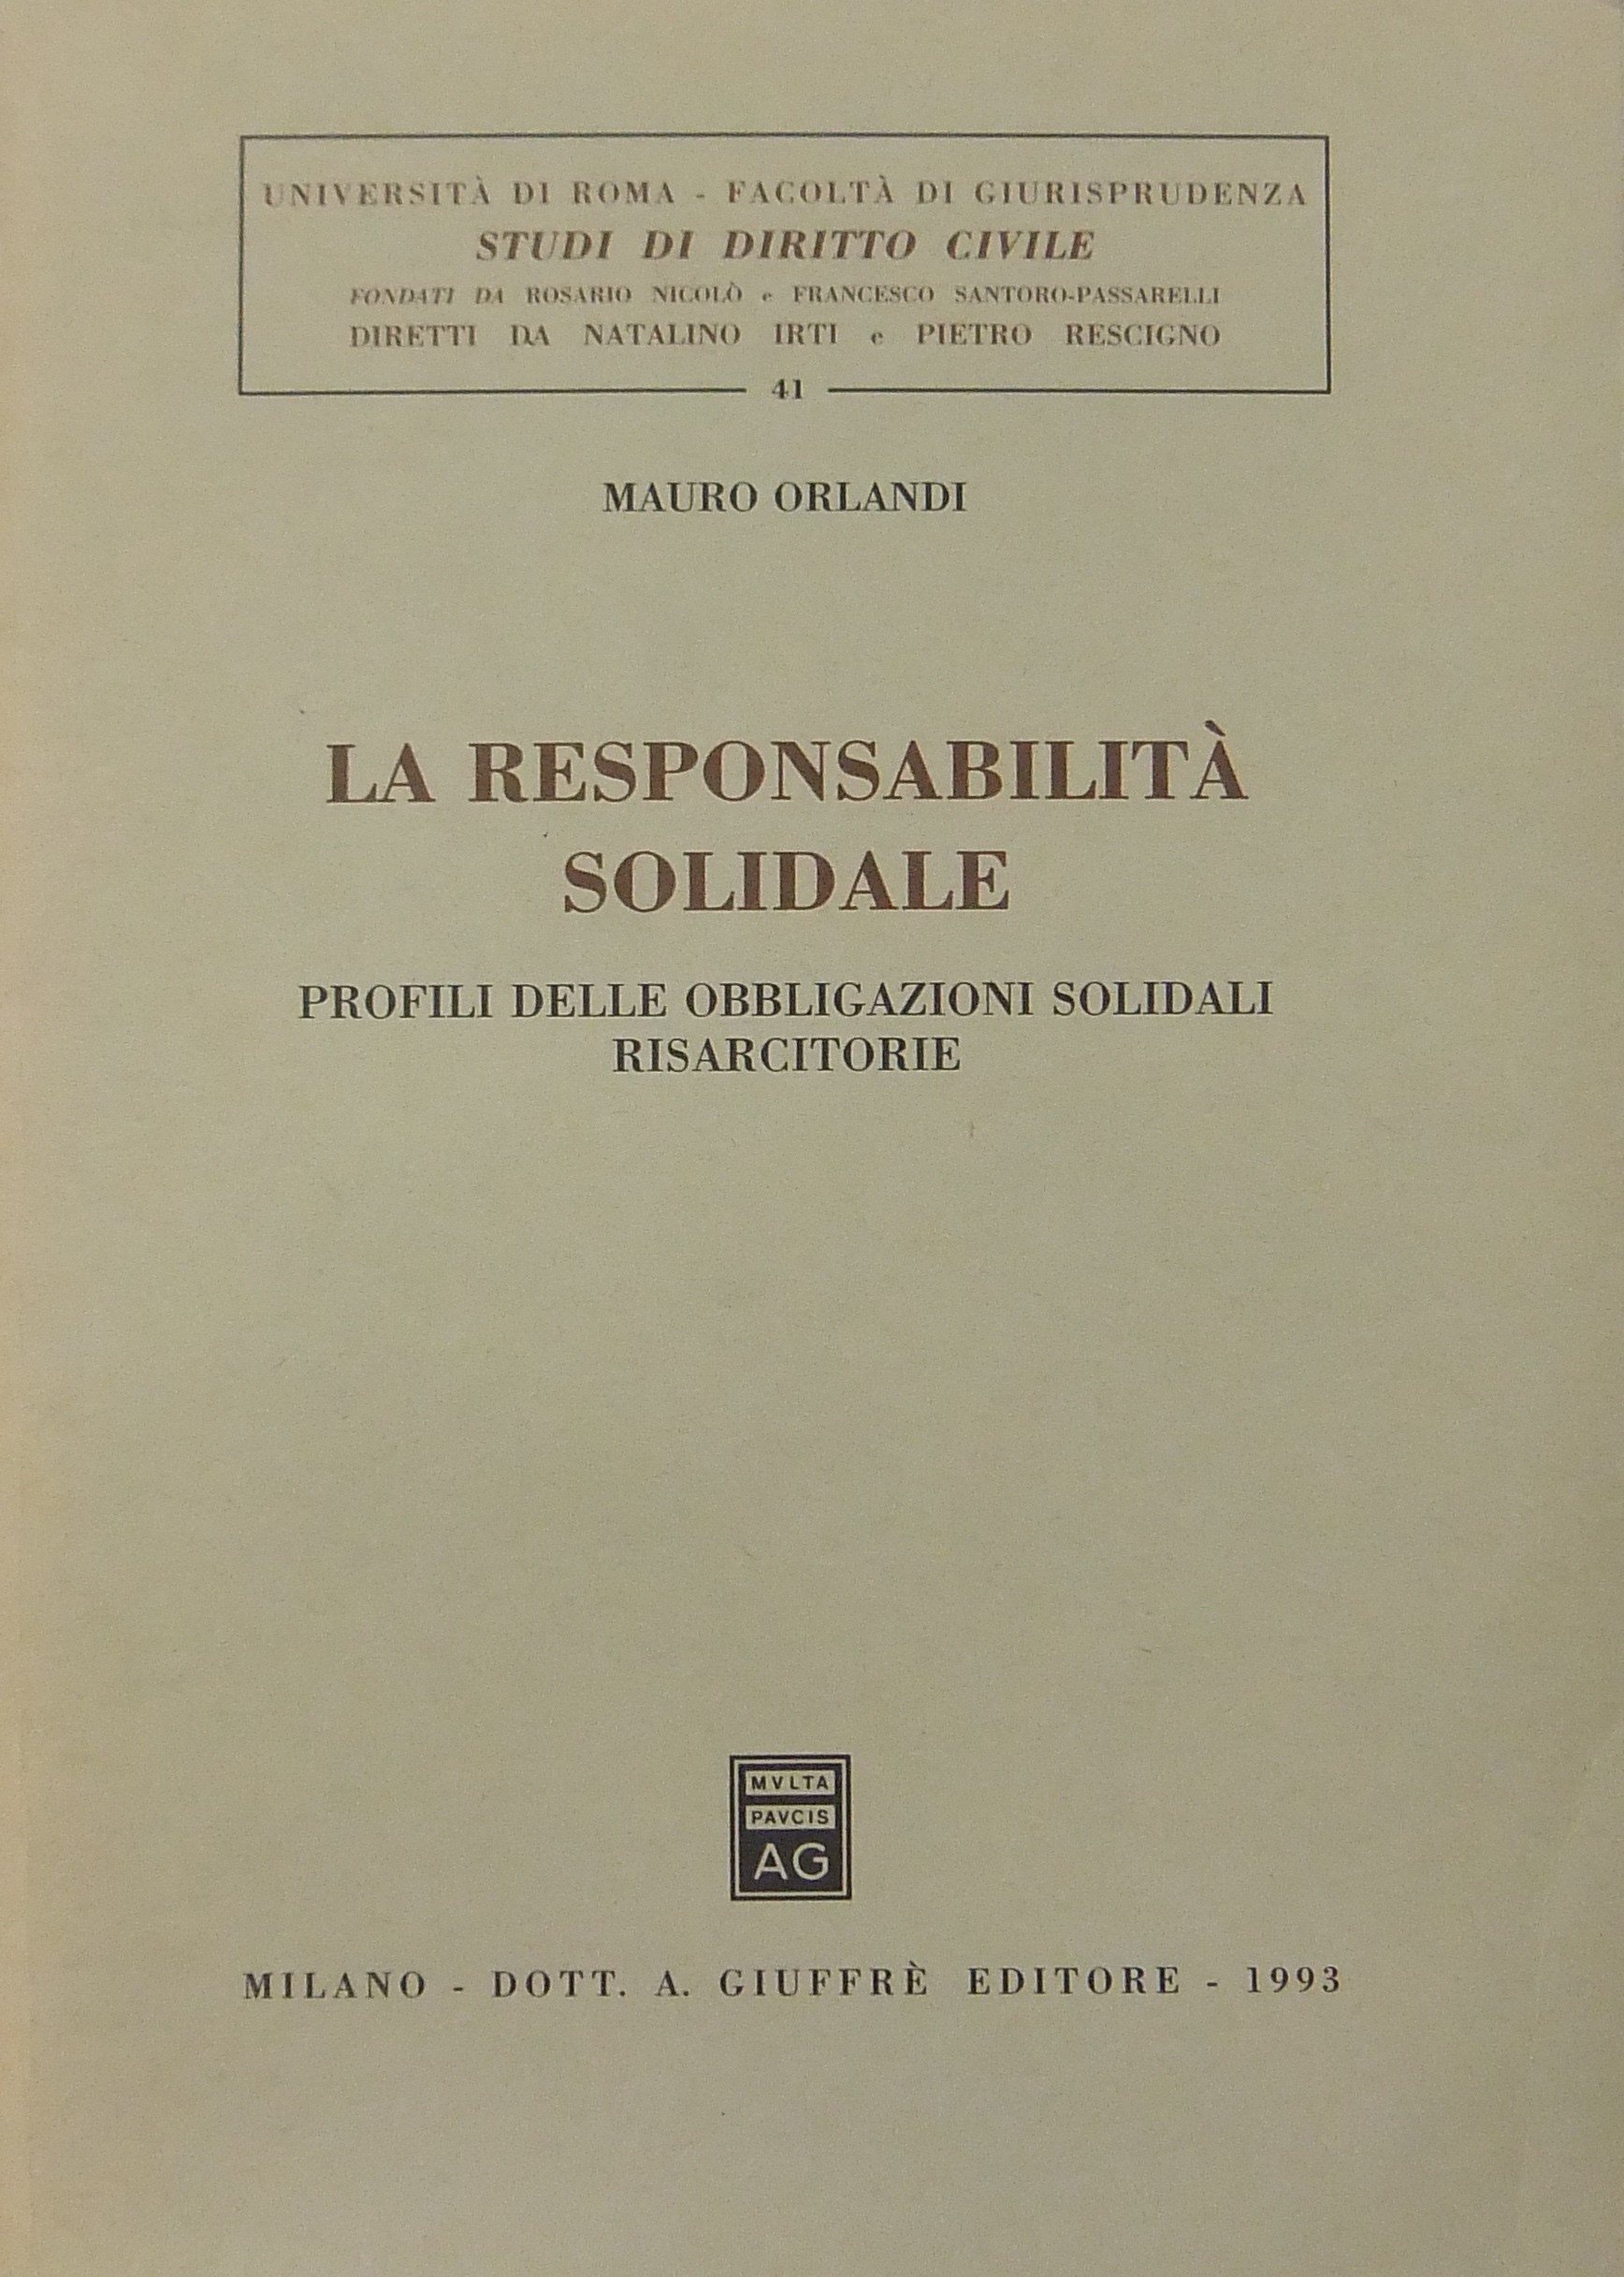 UNIVERSITÀ DI ROMA - FACOLTÀ DI GIURISPRUDENZA
STUDI DI DIRITTO CIVILE
FONDATI DA ROSARIO NICOLÒ e FRANCESCO SANTORO-PASSARELLI
DIRETTI DA NATALINO IRTI e PIETRO RESCIGNO
41
MAURO ORLANDI
LA RESPONSABILITÀ
SOLIDALE
PROFILI DELLE OBBLIGAZIONI SOLIDALI
RISARCITORIE
MVLTA
PAVCIS
AG
MILANO - DOTT. A. GIUFFRÈ EDITORE - 1993